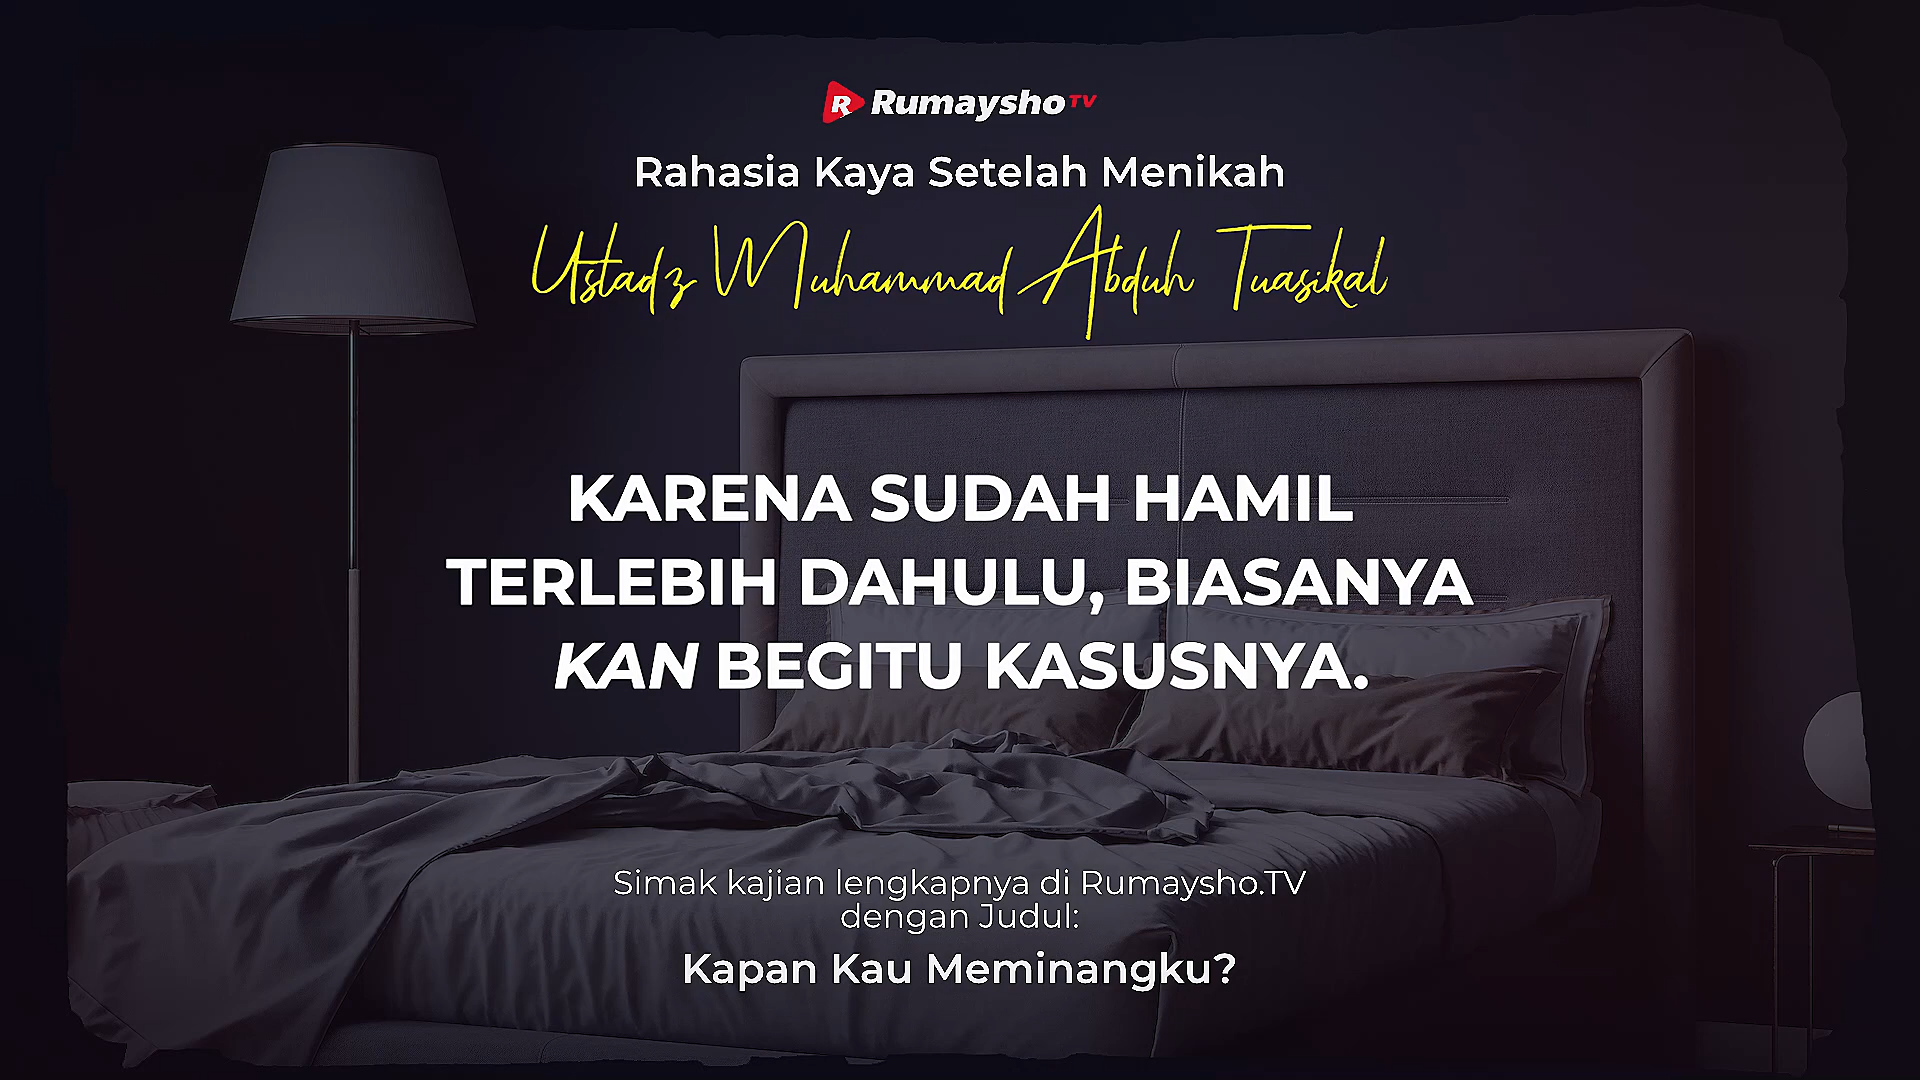 Rumaysho TV
Rahasia Kaya Setelah Menikah
Ustadz Muhammad Abduh Tuasikal
KARENA SUDAH HAMIL
TERLEBIH DAHULU, BIASANYA
KAN BEGITU KASUSNYA.
Simak kajian lengkapnya di Rumaysho.TV
dengan Judul:
Kapan Kau Meminangku?